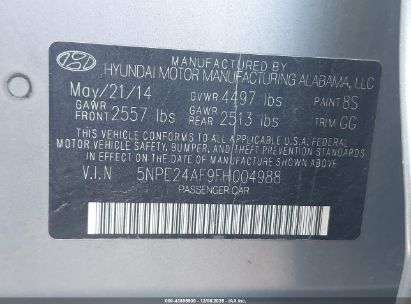 MANUFACTURED BY
HYUNDAI MOTOR MANUFACTURING ALABAMA, LLC
May/21/14 GVWR 4497 lbs PAINT 8S
GAWR FRONT 2557 lbs GAWR REAR 2513 lbs TRIM GG
THIS VEHICLE CONFORMS TO ALL APPLICABLE U.S.A FEDERAL
MOTOR VEHICLE SAFETY, BUMPER, AND THEFT PREVENTION
STANDARDS IN EFFECT ON THE DATE OF MANUFACTURE
SHOWN ABOVE.
V.I.N 5NPE24AF9FH004988
PASSENGER CAR